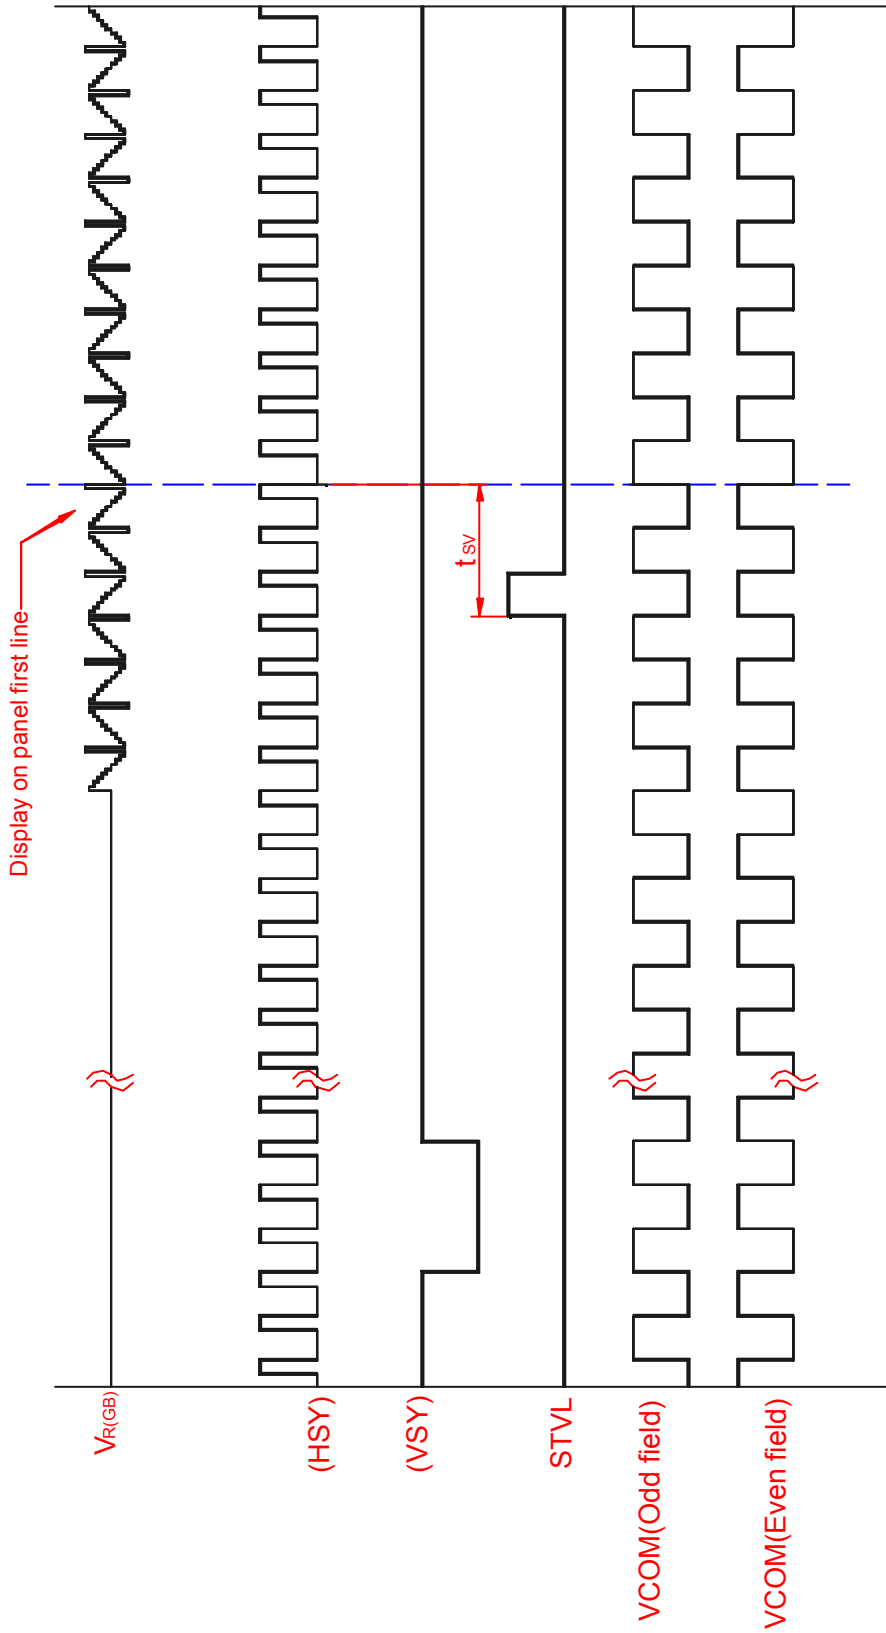 Display on panel first line
tSV
VR(GB)
(HSY)
(VSY)
STVL
VCOM(Odd field)
VCOM(Even field)